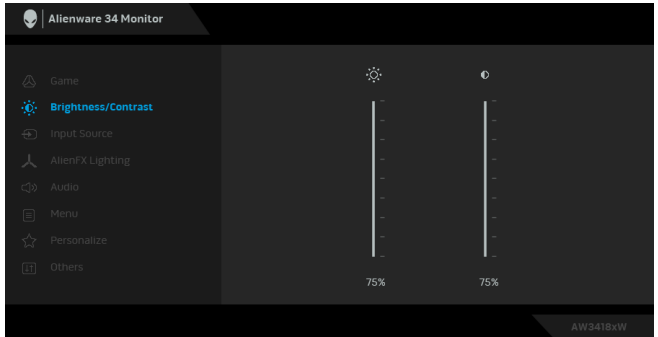 Alienware 34 Monitor
Game
Brightness/Contrast
Input Source
AlienFX Lighting
Audio
Menu
Personalize
Others
75% 75%
AW3418xW